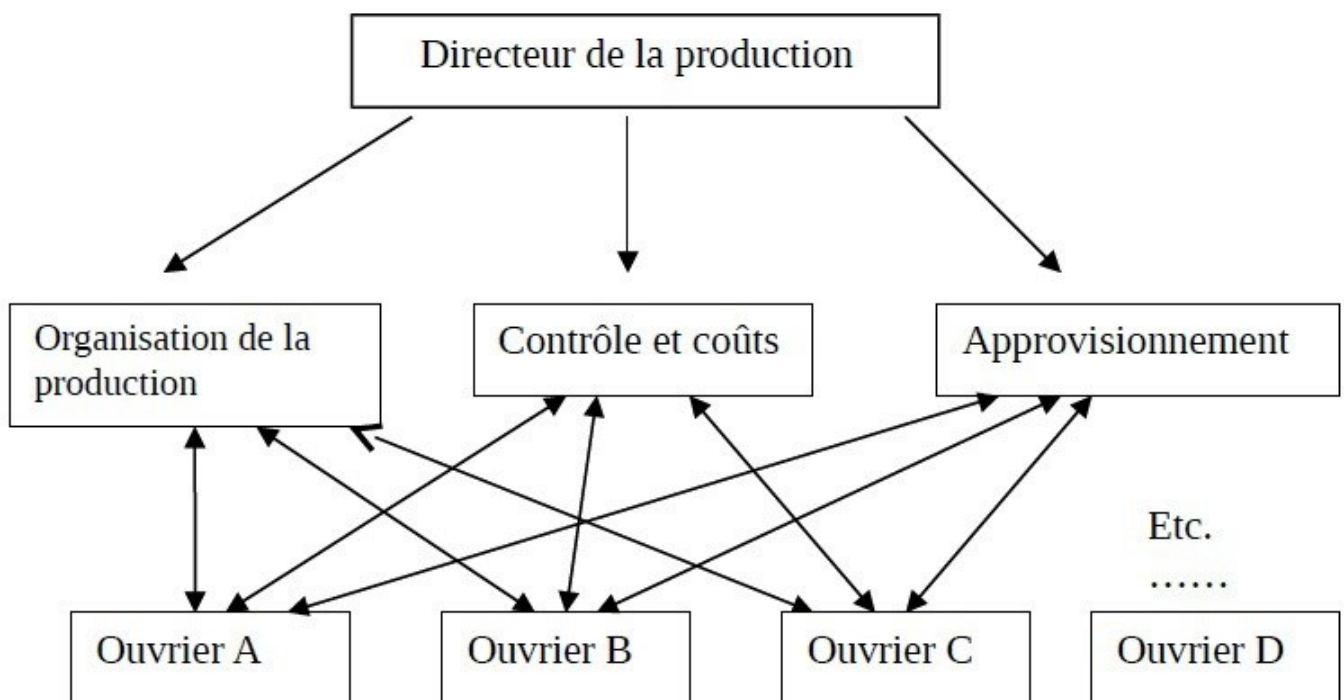 Directeur de la production
Organisation de la
production
Contrôle et coûts
Approvisionnement
Etc.
......
Ouvrier A
Ouvrier B
Ouvrier C
Ouvrier D